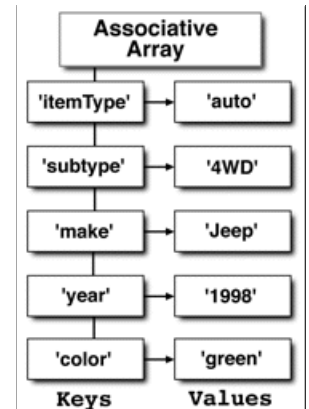 Associative
Array
'itemType' 'auto'
'subtype' '4WD'
'make' 'Jeep'
'year' '1998'
'color' 'green'
Keys Values